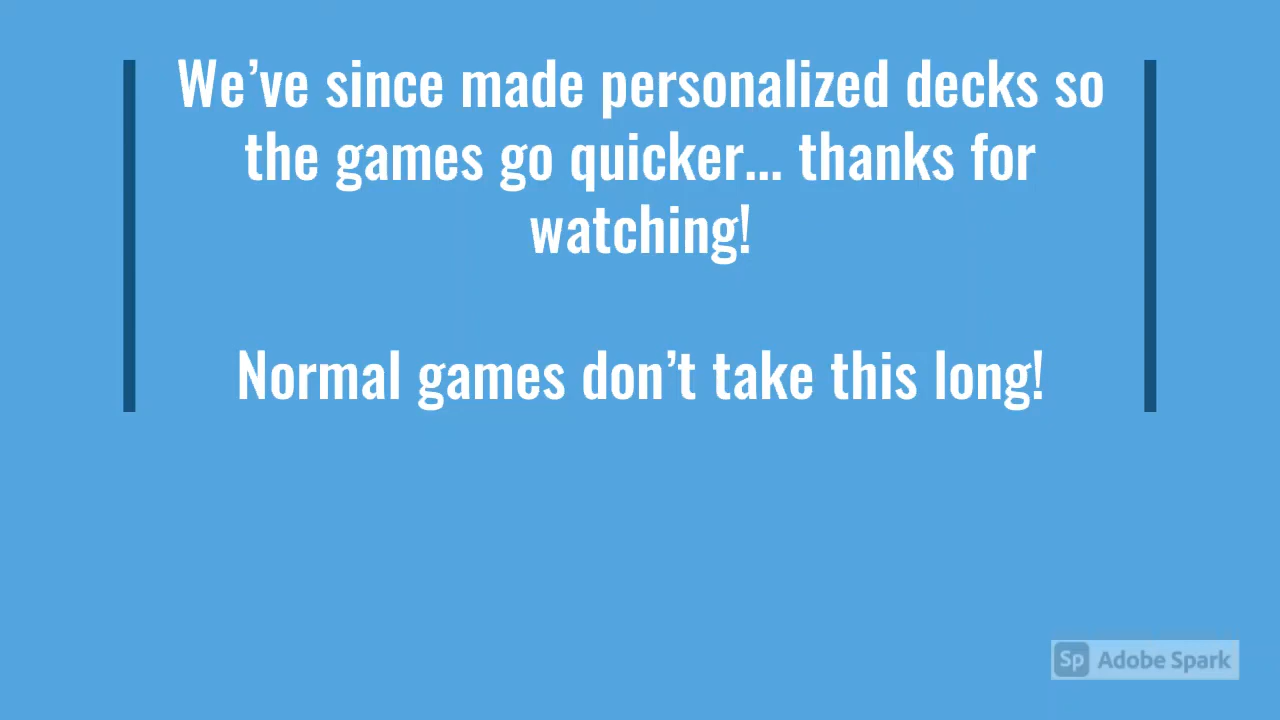 We’ve since made personalized decks so
the games go quicker... thanks for
watching!
Normal games don’t take this long!
Sp Adobe Spark